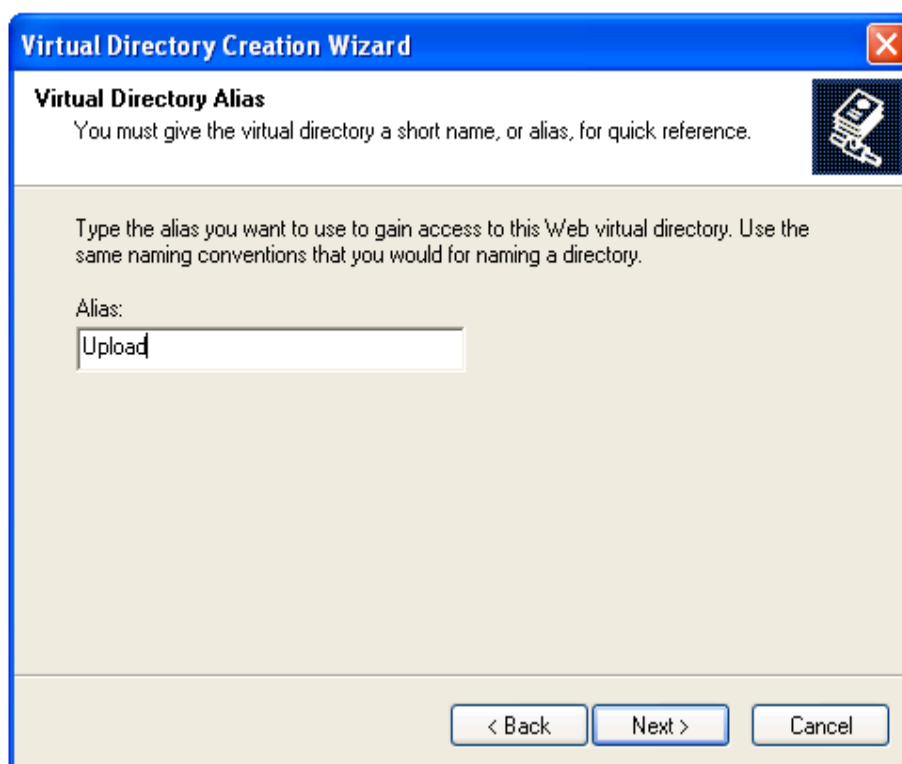 Virtual Directory Creation Wizard
Virtual Directory Alias
You must give the virtual directory a short name, or alias, for quick reference.
Type the alias you want to use to gain access to this Web virtual directory. Use the
same naming conventions that you would for naming a directory.
Alias:
Upload
< Back Next > Cancel